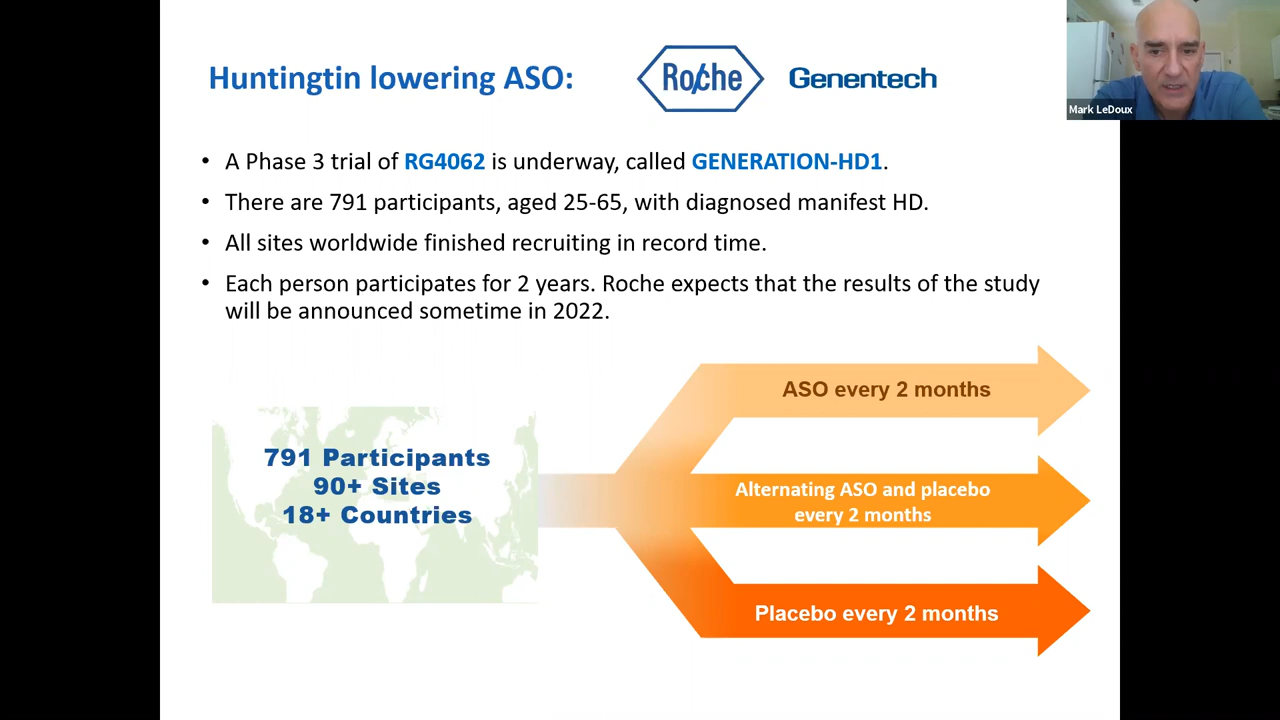 Huntingtin lowering ASO:
Roche
Genentech
Mark LeDoux
• A Phase 3 trial of RG4062 is underway, called GENERATION-HD1.
• There are 791 participants, aged 25-65, with diagnosed manifest HD.
• All sites worldwide finished recruiting in record time.
• Each person participates for 2 years. Roche expects that the results of the study
will be announced sometime in 2022.
791 Participants
90+ Sites
18+ Countries
ASO every 2 months
Alternating ASO and placebo
every 2 months
Placebo every 2 months